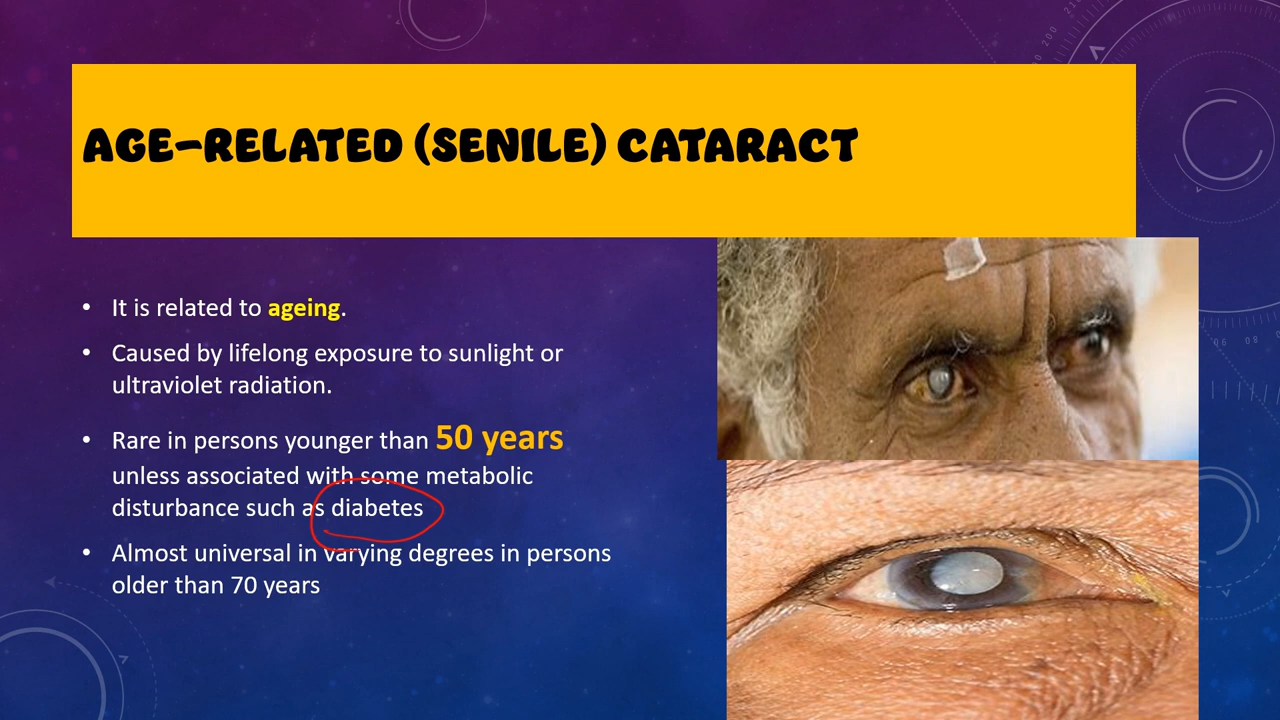 AGE-RELATED (SENILE) CATARACT
• It is related to ageing.
• Caused by lifelong exposure to sunlight or
ultraviolet radiation.
• Rare in persons younger than 50 years
unless associated with some metabolic
disturbance such as diabetes
• Almost universal in varying degrees in persons
older than 70 years